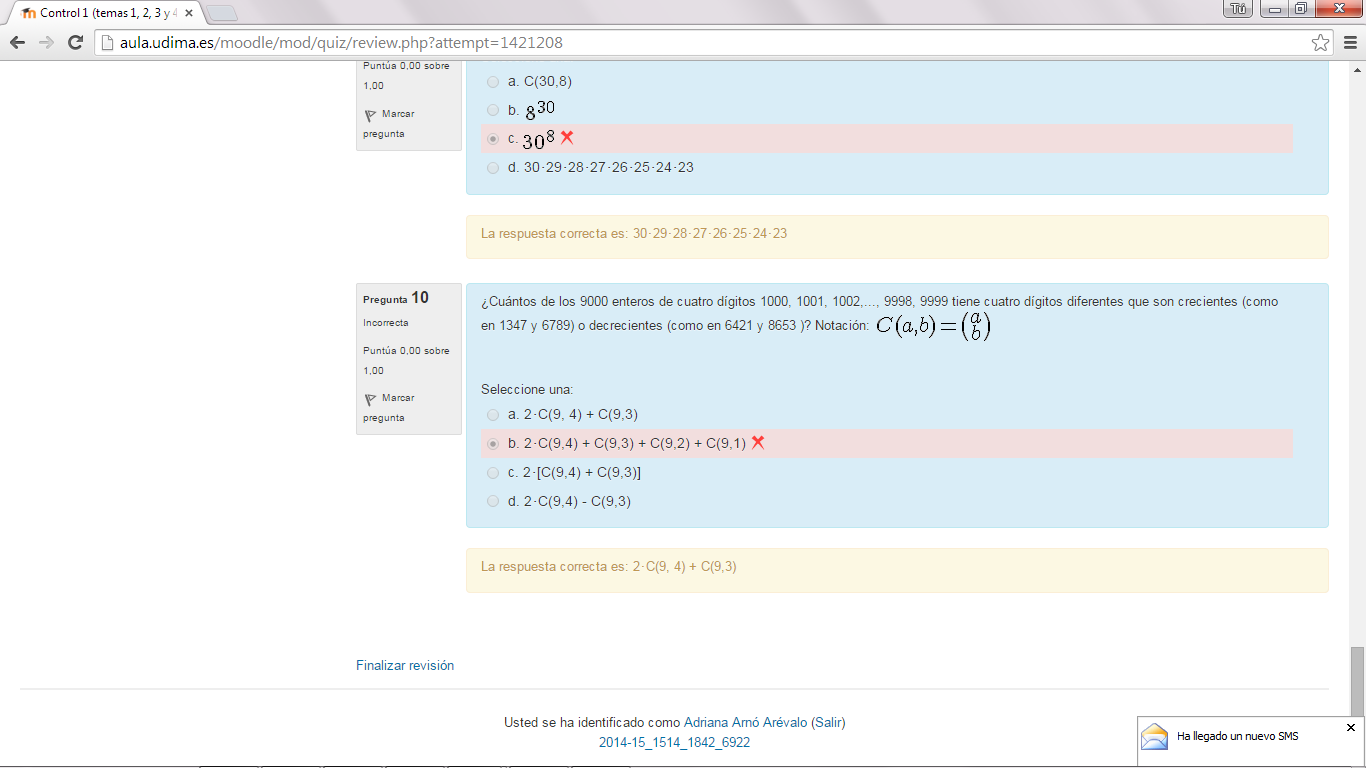 Control 1 (temas 1, 2, 3 y 4
Tú
aula.udima.es/moodle/mod/quiz/review.php?attempt=1421208
Puntúa 0,00 sobre
1,00
Marcar
pregunta
a. C(30,8)
b. 8^30
c. 30^8
d. 30·29·28·27·26·25·24·23
La respuesta correcta es: 30·29·28·27·26·25·24·23
Pregunta 10
Incorrecta
Puntúa 0,00 sobre
1,00
Marcar
pregunta
¿Cuántos de los 9000 enteros de cuatro dígitos 1000, 1001, 1002,..., 9998, 9999 tiene cuatro dígitos diferentes que son crecientes (como
en 1347 y 6789) o decrecientes (como en 6421 y 8653 )? Notación: C(a,b)=(a b)
Seleccione una:
a. 2·C(9, 4) + C(9,3)
b. 2·C(9,4) + C(9,3) + C(9,2) + C(9,1)
c. 2·[C(9,4) + C(9,3)]
d. 2·C(9,4) - C(9,3)
La respuesta correcta es: 2·C(9, 4) + C(9,3)
Finalizar revisión
Usted se ha identificado como Adriana Arnó Arévalo (Salir)
2014-15_1514_1842_6922
Ha llegado un nuevo SMS